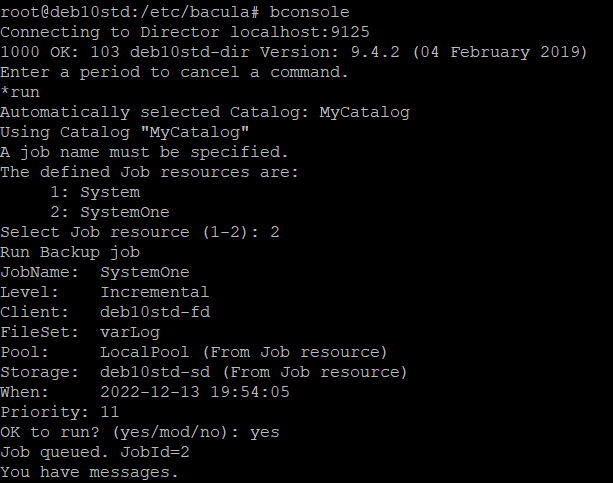 root@deb10std:/etc/bacula# bconsole
Connecting to Director localhost:9125
1000 OK: 103 deb10std-dir Version: 9.4.2 (04 February 2019)
Enter a period to cancel a command.
*run
Automatically selected Catalog: MyCatalog
Using Catalog "MyCatalog"
A job name must be specified.
The defined Job resources are:
     1: System
     2: SystemOne
Select Job resource (1-2): 2
Run Backup job
JobName:  SystemOne
Level:    Incremental
Client:   deb10std-fd
FileSet:  varLog
Pool:     LocalPool (From Job resource)
Storage:  deb10std-sd (From Job resource)
When:     2022-12-13 19:54:05
Priority: 11
OK to run? (yes/mod/no): yes
Job queued. JobId=2
You have messages.